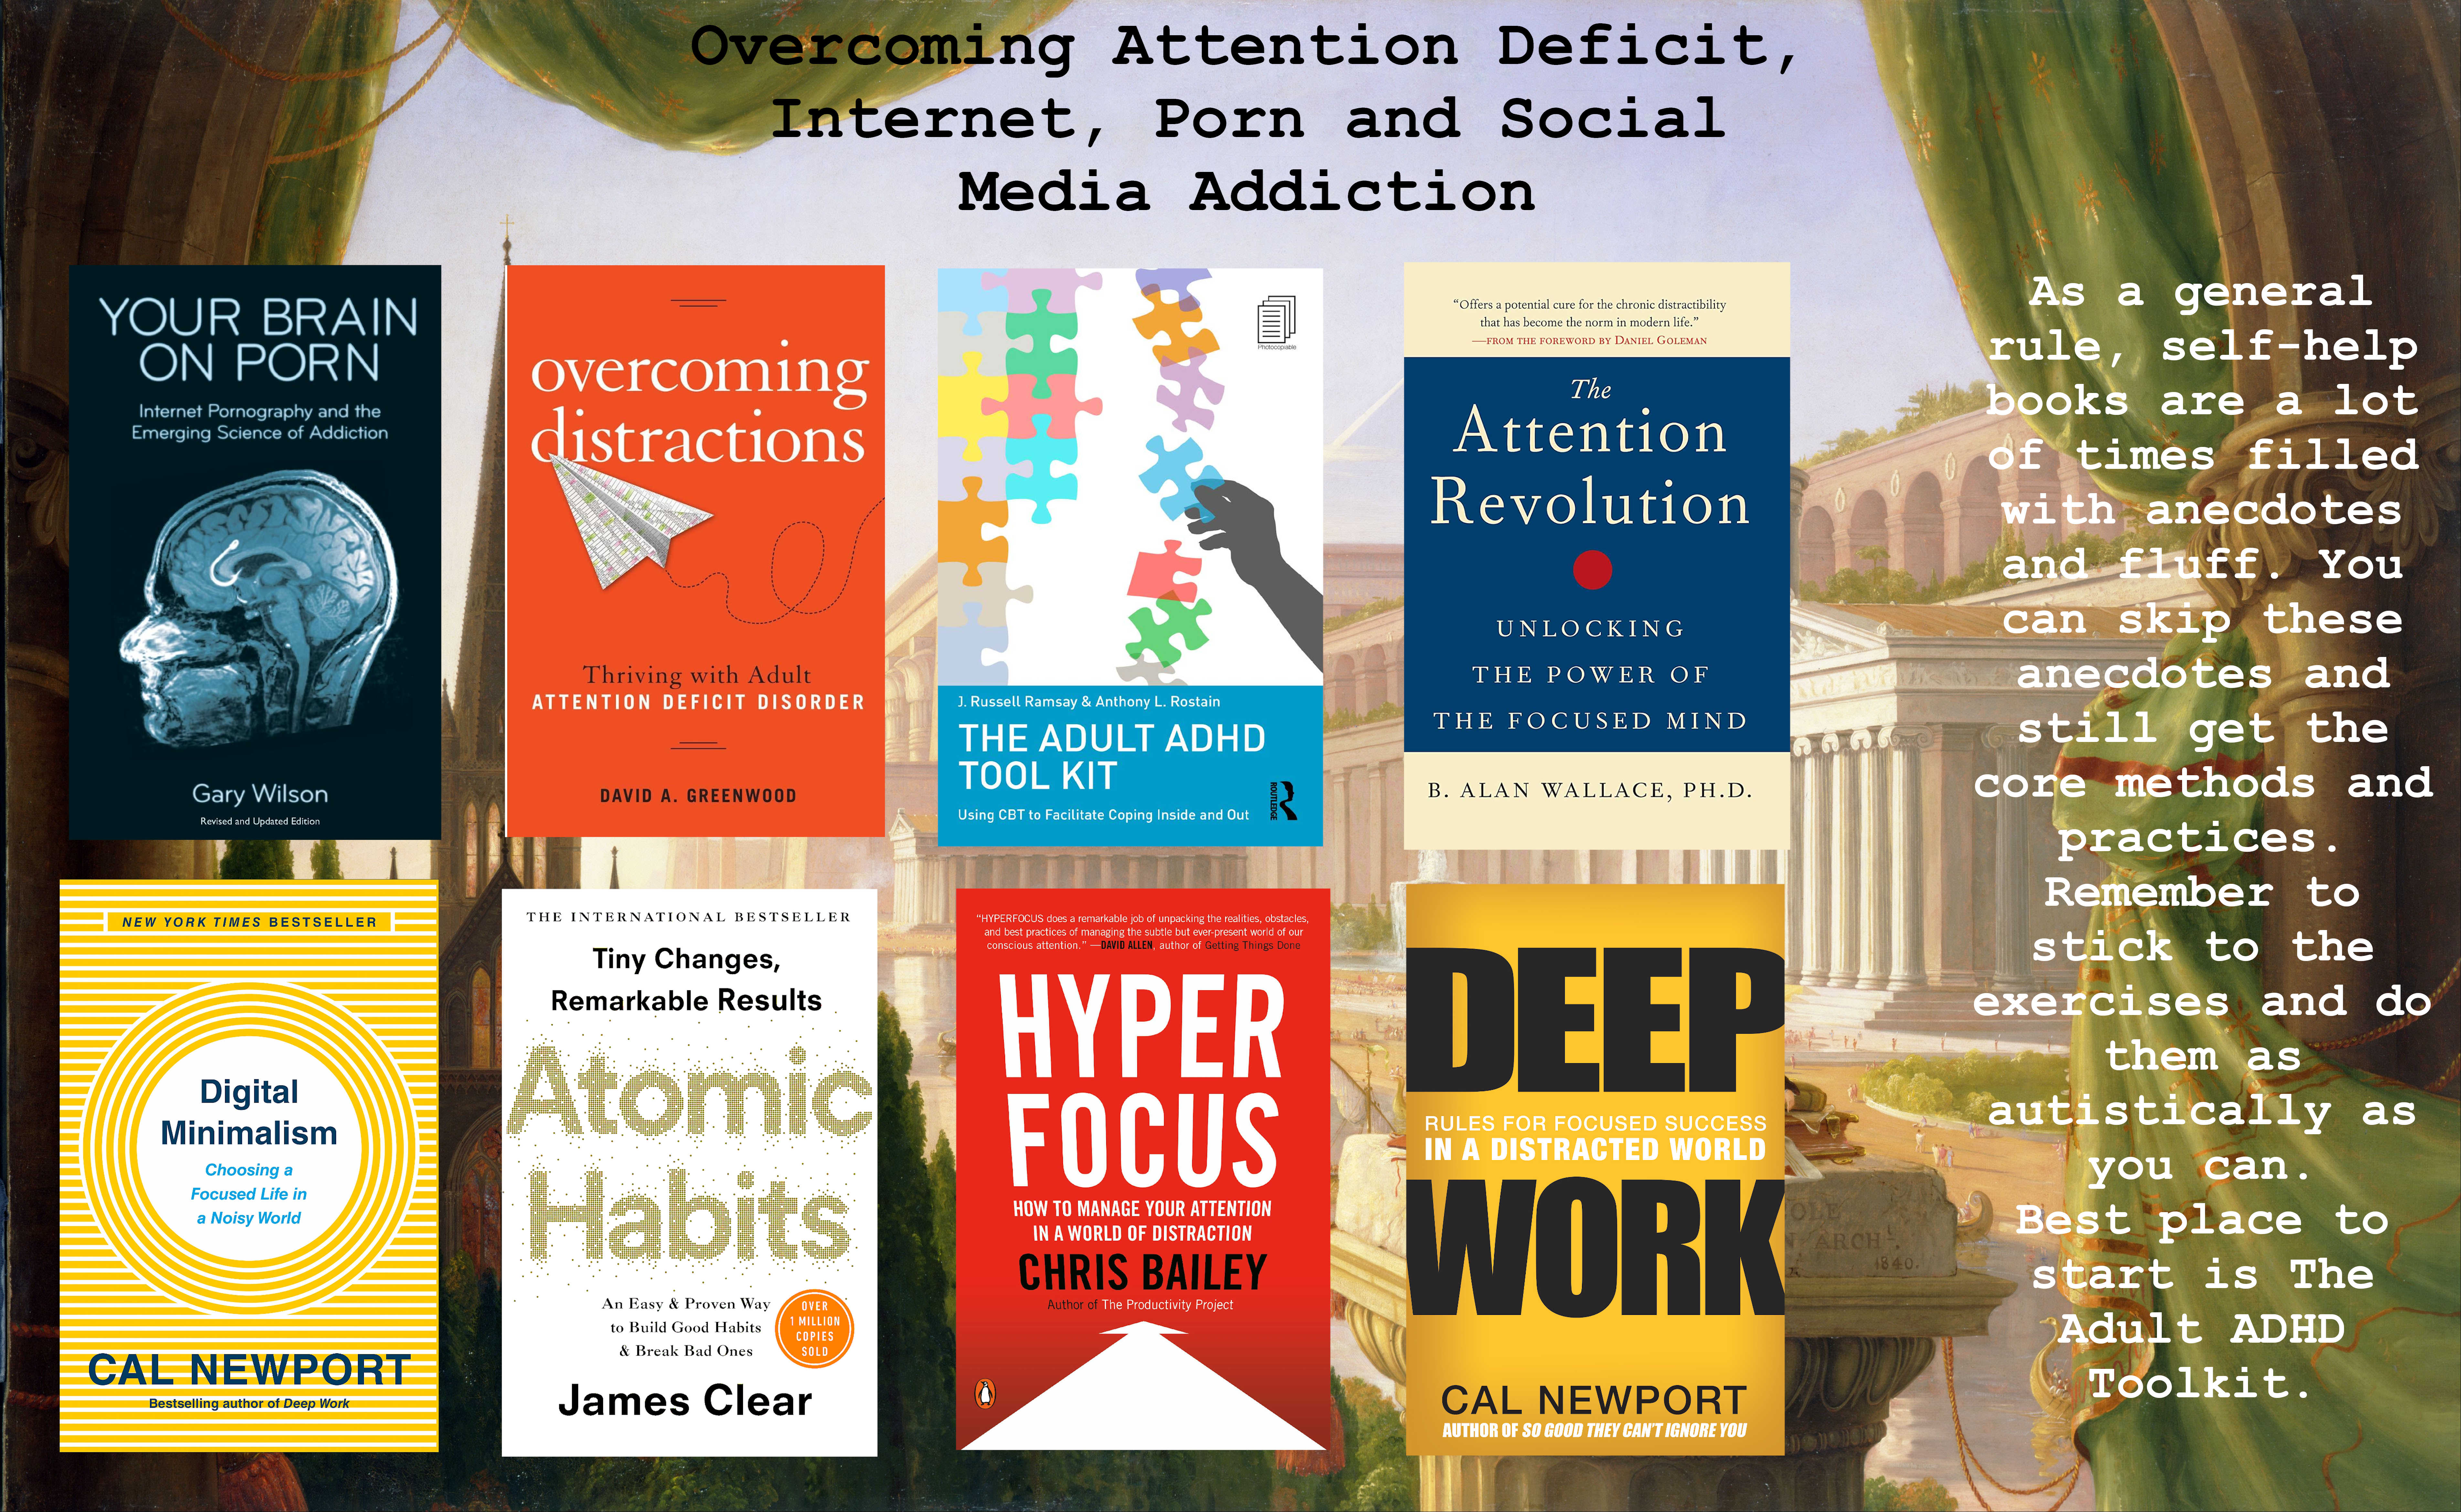 Overcoming Attention Deficit,
Internet, Porn and Social
Media Addiction
YOUR BRAIN
ON PORN
Internet Pornography and the
Emerging Science of Addiction
Gary Wilson
Revised and Updated Edition
overcoming
distractions
Thriving with Adult
ATTENTION DEFICIT DISORDER
DAVID A. GREENWOOD
Photocopiable
J. Russell Ramsay & Anthony L. Rostain
THE ADULT ADHD
TOOL KIT
Using CBT to Facilitate Coping Inside and Out
ROUTLEDGE
“Offers a potential cure for the chronic distractibility
that has become the norm in modern life.”
—FROM THE FOREWORD BY DANIEL GOLEMAN
The
Attention
Revolution
UNLOCKING
THE POWER OF
THE FOCUSED MIND
B. ALAN WALLACE, PH.D.
NEW YORK TIMES BESTSELLER
Digital
Minimalism
Choosing a
Focused Life in
a Noisy World
CAL NEWPORT
Bestselling author of Deep Work
THE INTERNATIONAL BESTSELLER
Tiny Changes,
Remarkable Results
Atomic
Habits
An Easy & Proven Way
to Build Good Habits
& Break Bad Ones
OVER
1 MILLION
COPIES
SOLD
James Clear
“HYPERFOCUS does a remarkable job of unpacking the realities, obstacles,
and best practices of managing the subtle but ever-present world of our
conscious attention.” —DAVID ALLEN, author of Getting Things Done
HYPER
FOCUS
HOW TO MANAGE YOUR ATTENTION
IN A WORLD OF DISTRACTION
CHRIS BAILEY
Author of The Productivity Project
DEEP
RULES FOR FOCUSED SUCCESS
IN A DISTRACTED WORLD
WORK
CAL NEWPORT
AUTHOR OF SO GOOD THEY CAN'T IGNORE YOU
As a general
rule, self-help
books are a lot
of times filled
with anecdotes
and fluff. You
can skip these
anecdotes and
still get the
core methods and
practices.
Remember to
stick to the
exercises and do
them as
autistically as
you can.
Best place to
start is The
Adult ADHD
Toolkit.
ARCH.
1840.